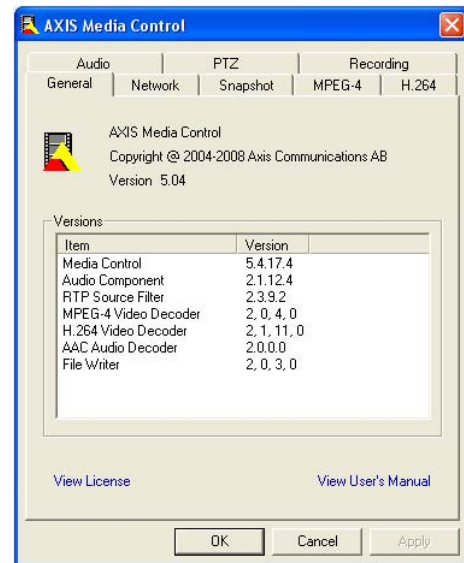 AXIS Media Control
Audio PTZ Recording
General Network Snapshot MPEG-4 H.264
AXIS Media Control
Copyright @ 2004-2008 Axis Communications AB
Version 5.04
Versions
Item Version
Media Control 5.4.17.4
Audio Component 2.1.12.4
RTP Source Filter 2.3.9.2
MPEG-4 Video Decoder 2, 0, 4, 0
H.264 Video Decoder 2, 1, 11, 0
AAC Audio Decoder 2.0.0.0
File Writer 2, 0, 3, 0
View License View User's Manual
OK Cancel Apply